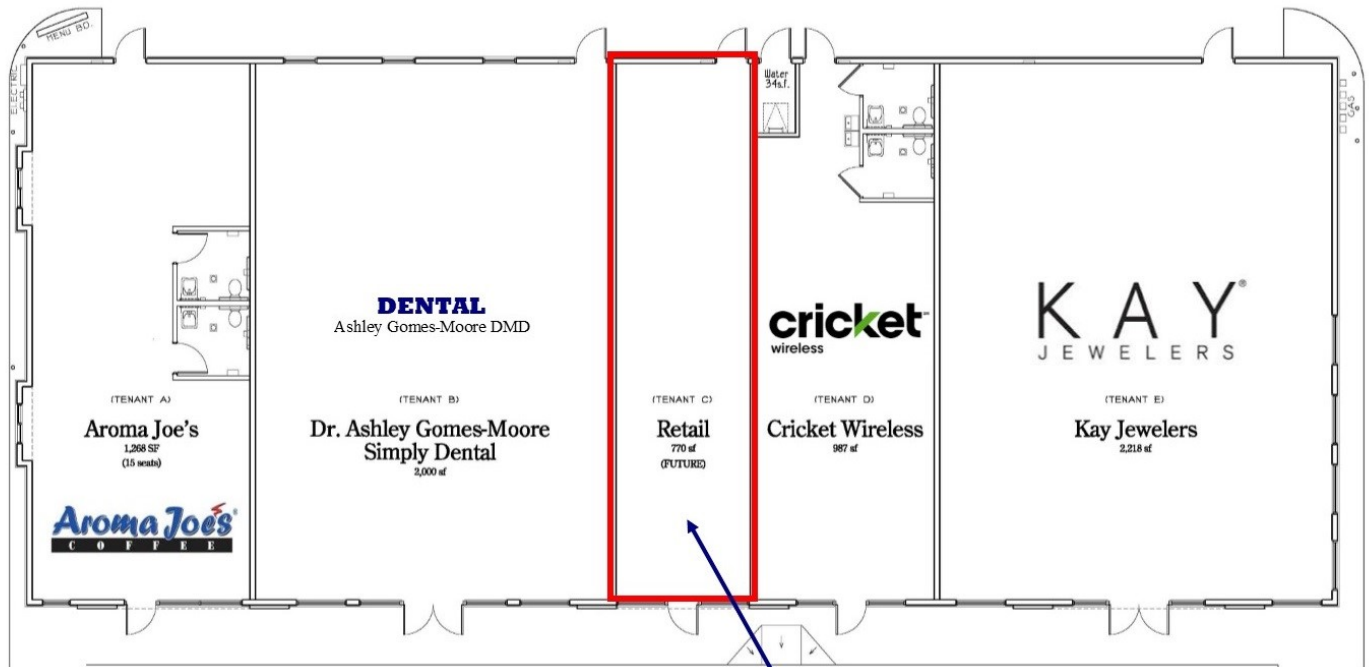 MENU BD.
ELECTRIC
Water
34s.f.
GAS
DENTAL
Ashley Gomes-Moore DMD
cricket
wireless
KAY®
JEWELERS
(TENANT A)
Aroma Joe's
1,268 SF
(15 seats)
Aroma Joe's
COFFEE
(TENANT B)
Dr. Ashley Gomes-Moore
Simply Dental
2,000 sf
(TENANT C)
Retail
770 sf
(FUTURE)
(TENANT D)
Cricket Wireless
987 sf
(TENANT E)
Kay Jewelers
2,218 sf